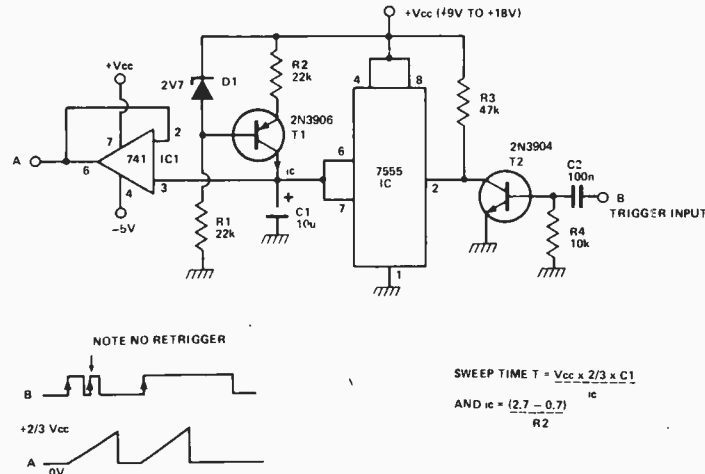 +Vcc (+9V TO +18V)
+Vcc
2V7
D1
R2
22k
4
8
R3
47k
2N3906
T1
2N3904
T2
C2
100n
A
7
2
6
741
IC1
4
3
-5V
ic
+
C1
10u
R1
22k
6
7
7555
IC
2
1
B
TRIGGER INPUT
R4
10k
NOTE NO RETRIGGER
B
+2/3 Vcc
A
0V
SWEEP TIME T = Vcc x 2/3 x C1
ic
AND ic = (2.7 – 0.7)
R2